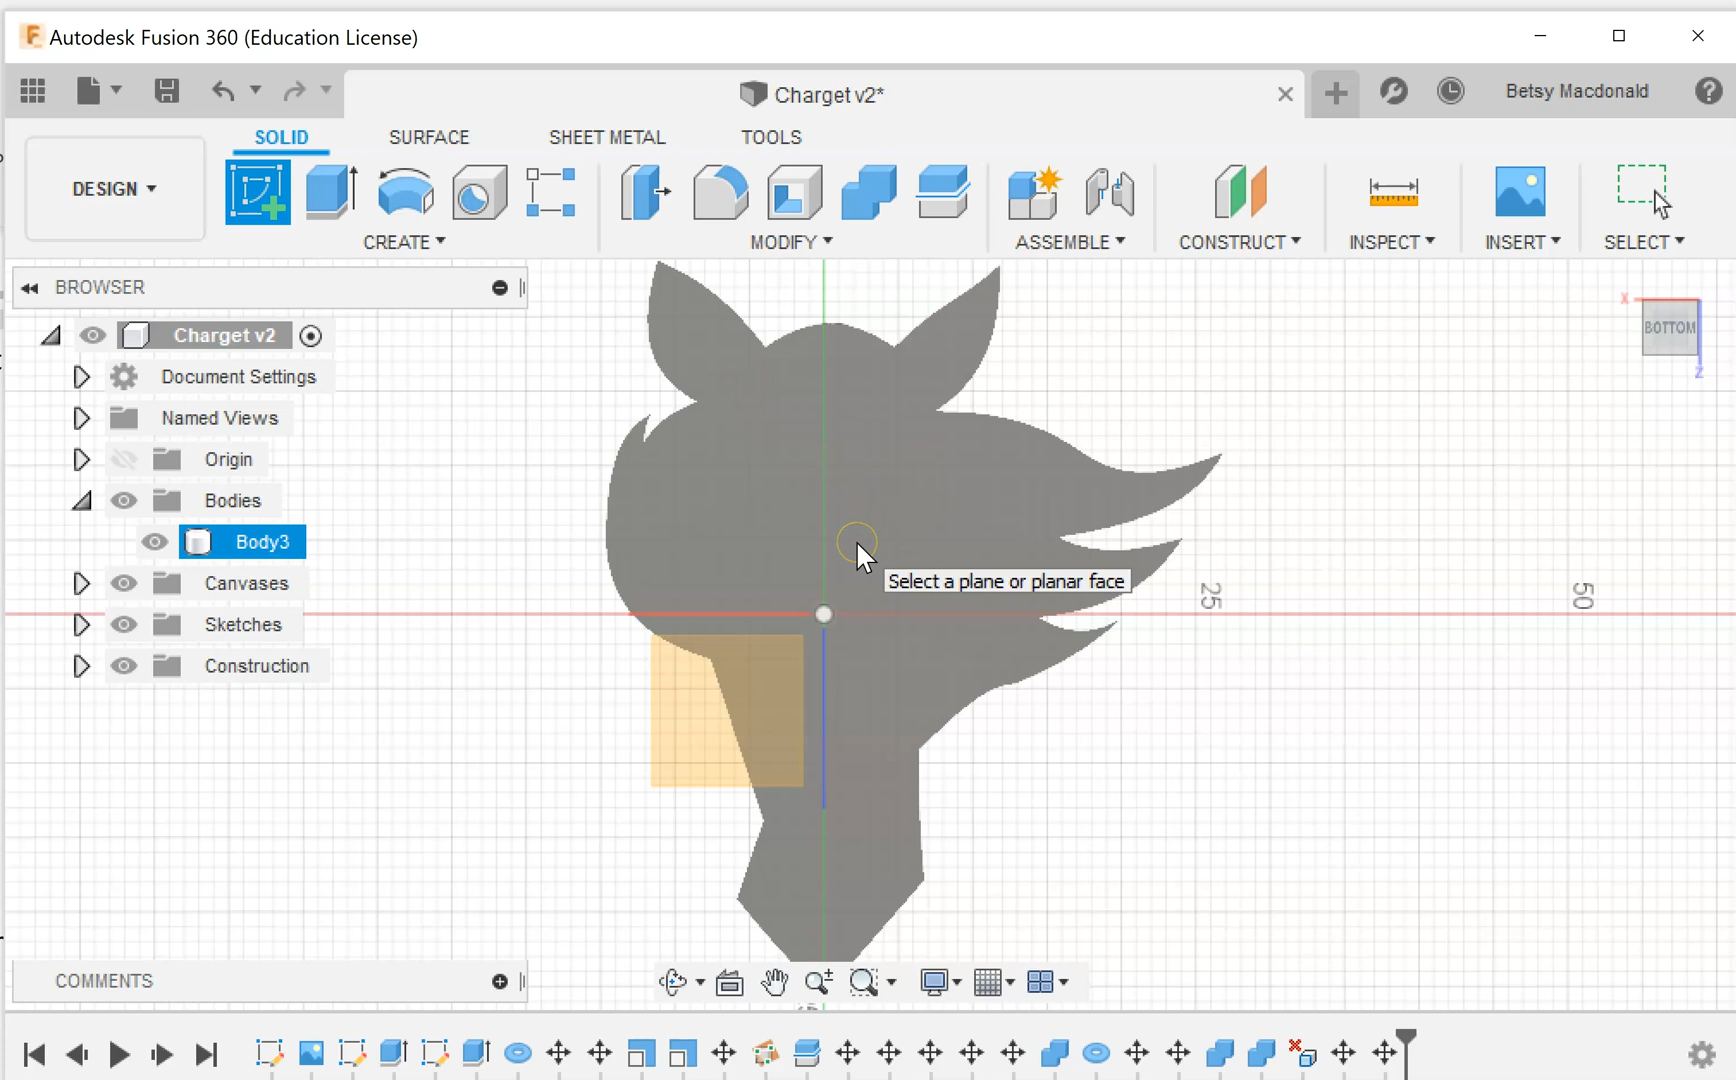 Autodesk Fusion 360 (Education License)
Charget v2*
Betsy Macdonald
SOLID
SURFACE
SHEET METAL
TOOLS
DESIGN
CREATE
MODIFY
ASSEMBLE
CONSTRUCT
INSPECT
INSERT
SELECT
BROWSER
Charget v2
Document Settings
Named Views
Origin
Bodies
Body3
Canvases
Sketches
Construction
X
BOTTOM
Z
Select a plane or planar face
25
50
COMMENTS